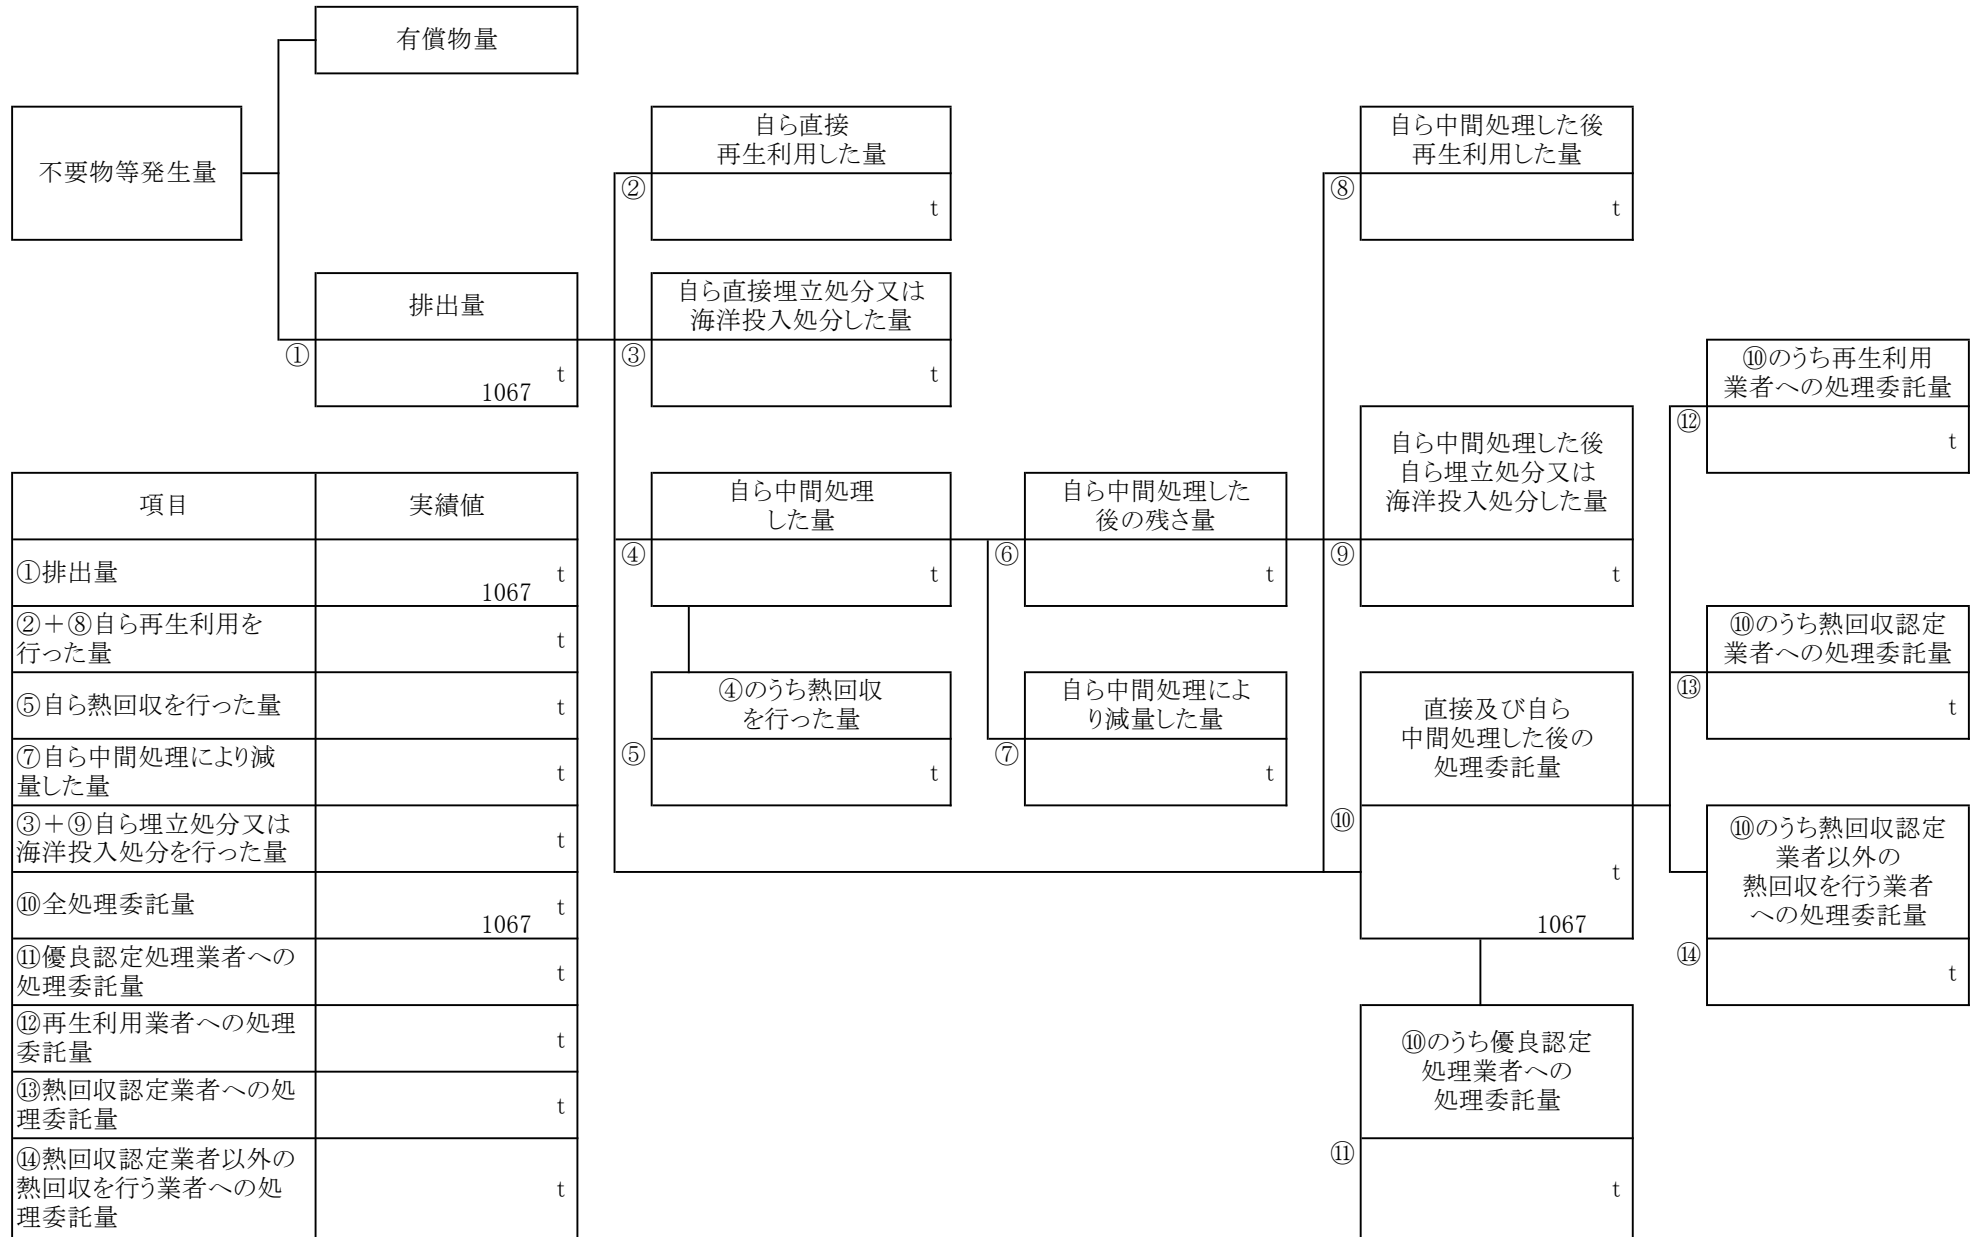 有償物量
不要物等発生量
排出量
①
t
1067
自ら直接
再生利用した量
②
t
自ら直接埋立処分又は
海洋投入処分した量
③
t
自ら中間処理
した量
④
t
④のうち熱回収
を行った量
⑤
t
自ら中間処理した
後の残さ量
⑥
t
自ら中間処理によ
り減量した量
⑦
t
自ら中間処理した後
再生利用した量
⑧
t
自ら中間処理した後
自ら埋立処分又は
海洋投入処分した量
⑨
t
直接及び自ら
中間処理した後の
処理委託量
⑩
t
1067
⑩のうち優良認定
処理業者への
処理委託量
⑪
t
⑩のうち再生利用
業者への処理委託量
⑫
t
⑩のうち熱回収認定
業者への処理委託量
⑬
t
⑩のうち熱回収認定
業者以外の
熱回収を行う業者
への処理委託量
⑭
t
項目
実績値
①排出量
t
1067
②＋⑧自ら再生利用を
行った量
t
⑤自ら熱回収を行った量
t
⑦自ら中間処理により減
量した量
t
③＋⑨自ら埋立処分又は
海洋投入処分を行った量
t
⑩全処理委託量
t
1067
⑪優良認定処理業者への
処理委託量
t
⑫再生利用業者への処理
委託量
t
⑬熱回収認定業者への処
理委託量
t
⑭熱回収認定業者以外の
熱回収を行う業者への処
理委託量
t